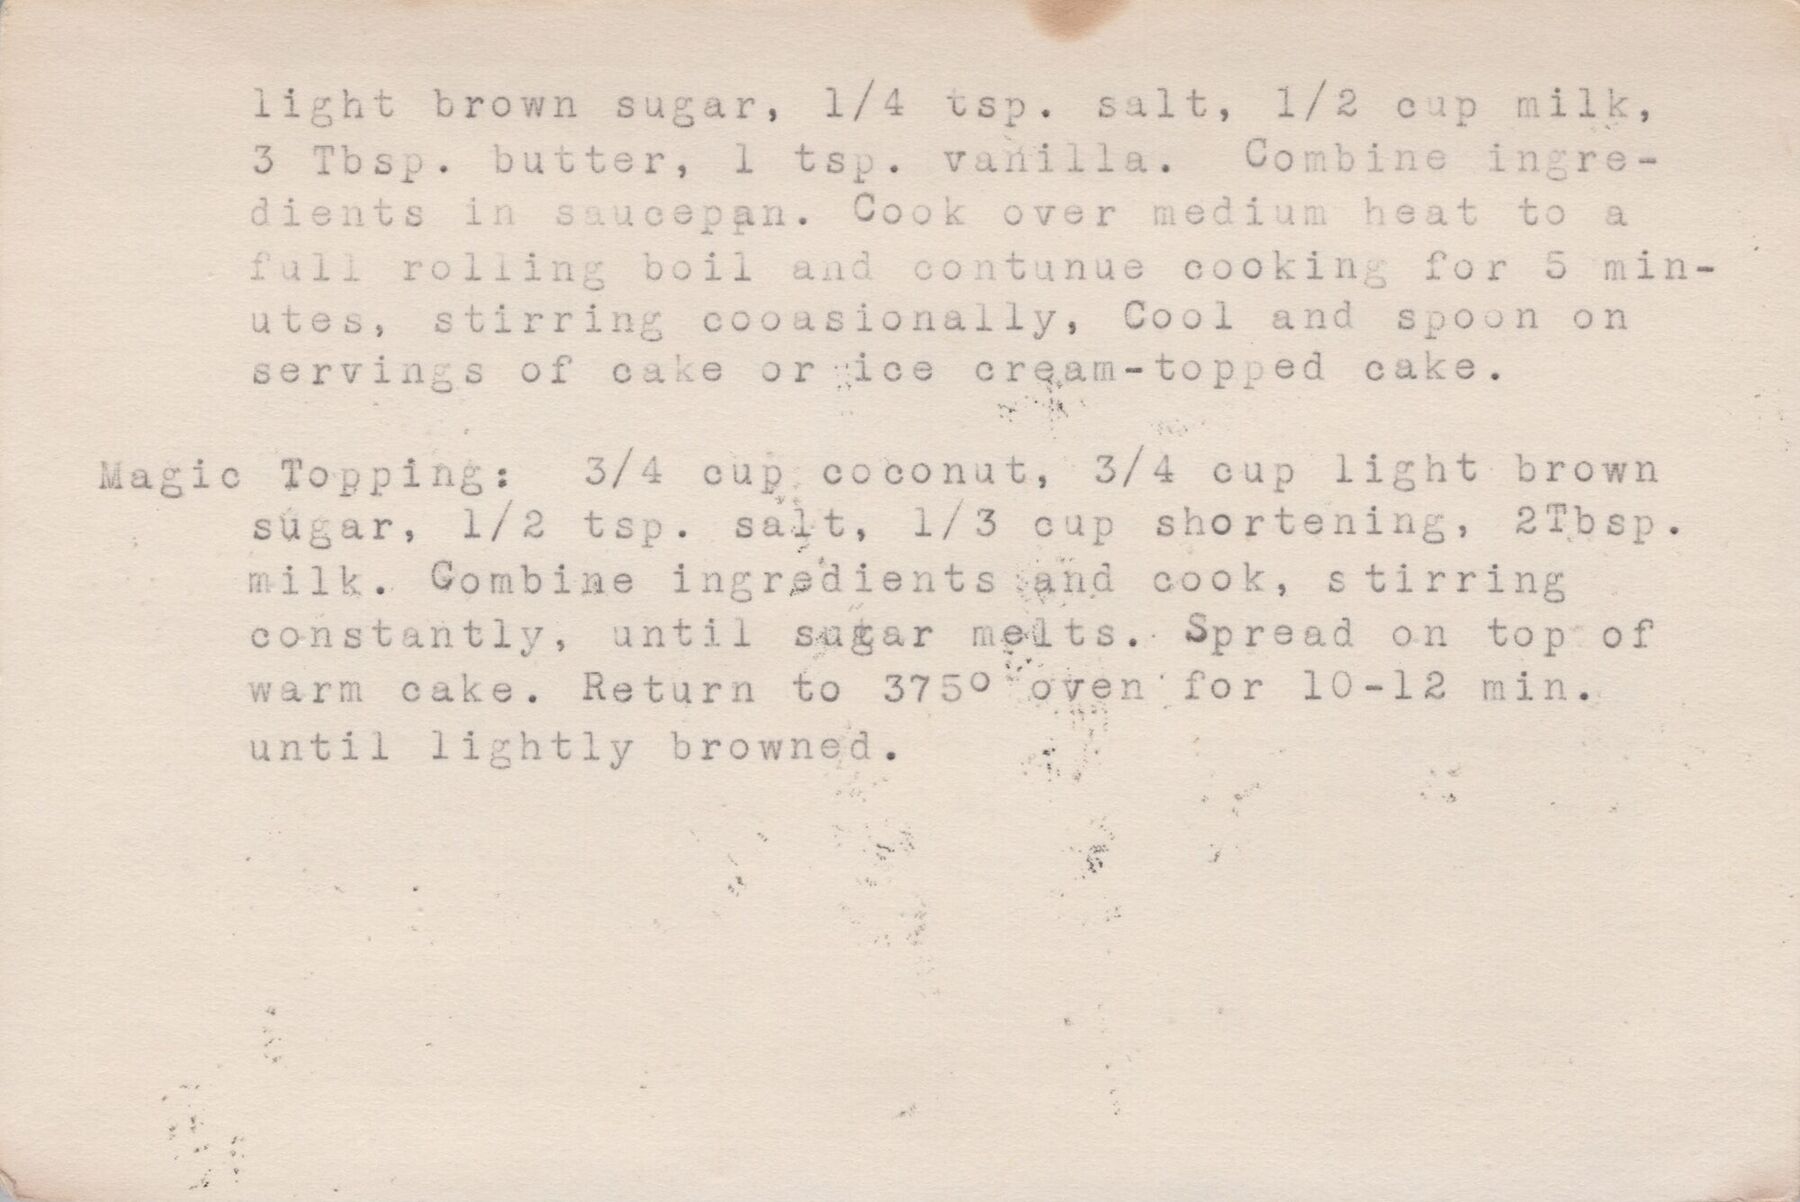 light brown sugar, 1/4 tsp. salt, 1/2 cup milk,
3 Tbsp. butter, 1 tsp. vanilla. Combine ingre-
dients in saucepan. Cook over medium heat to a
full rolling boil and contunue cooking for 5 min-
utes, stirring cooasionally, Cool and spoon on
servings of cake or ice cream-topped cake.
Magic Topping: 3/4 cup coconut, 3/4 cup light brown
sugar, 1/2 tsp. salt, 1/3 cup shortening, 2Tbsp.
milk. Combine ingredients and cook, stirring
constantly, until sugar melts. Spread on top of
warm cake. Return to 375° oven for 10-12 min.
until lightly browned.